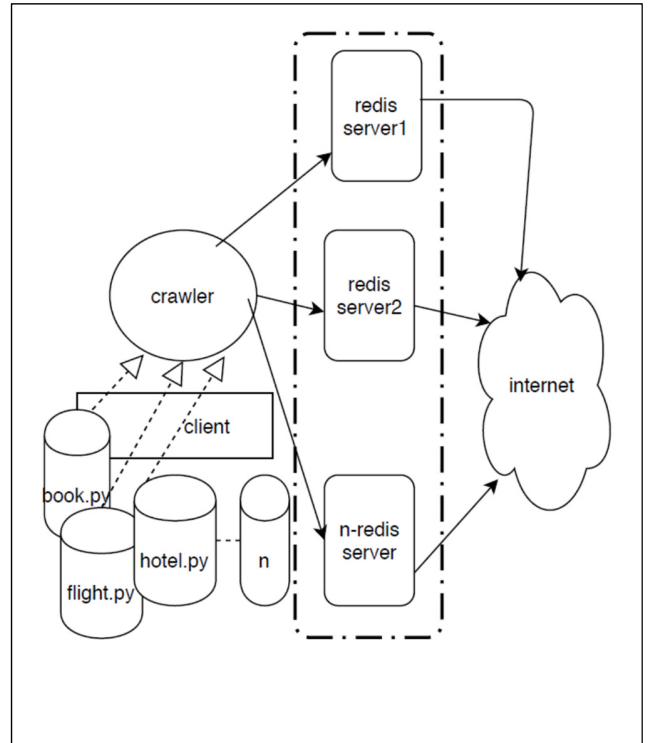 redis
server1
crawler
redis
server2
internet
client
book.py
n-redis
server
hotel.py
n
flight.py